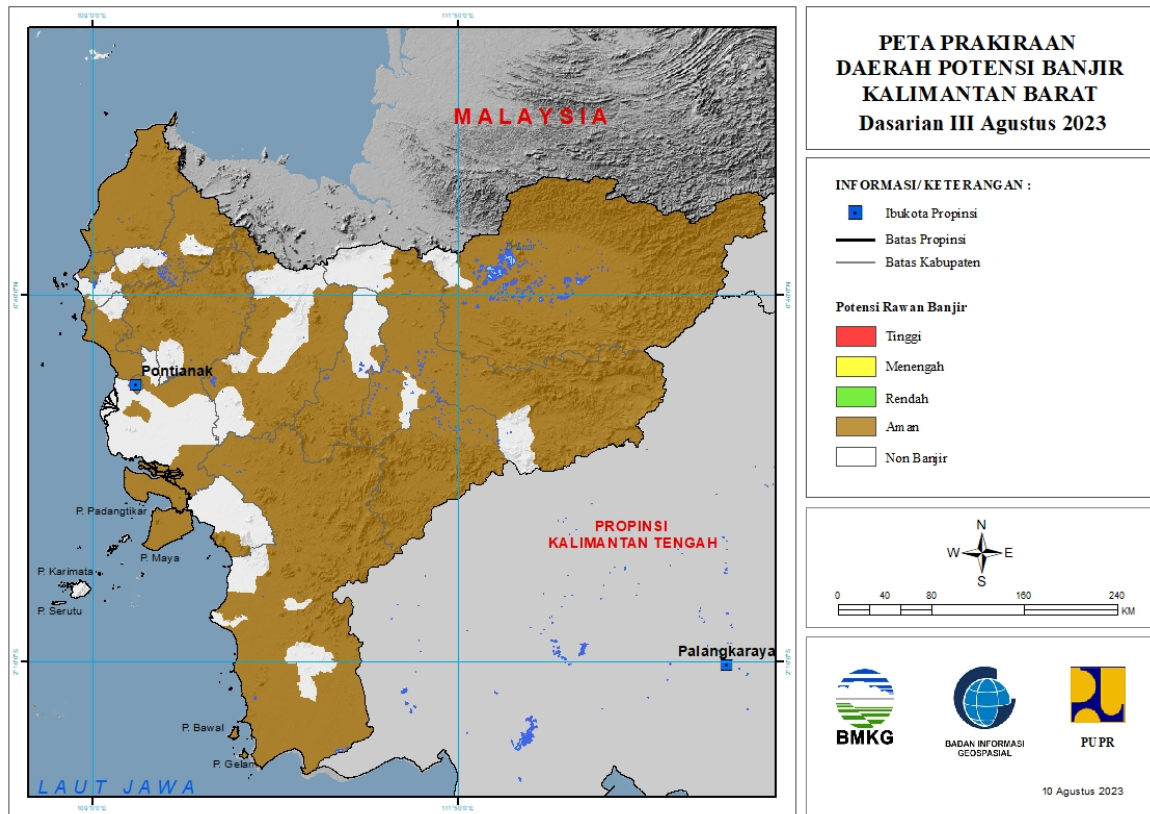 PETA PRAKIRAAN
DAERAH POTENSI BANJIR
KALIMANTAN BARAT
Dasarian III Agustus 2023
INFORMASI/ KETERANGAN :
Ibukota Propinsi
Batas Propinsi
Batas Kabupaten
Potensi Rawan Banjir
Tinggi
Menengah
Rendah
Aman
Non Banjir
N
W E
S
0 40 80 160 240
KM
BMKG
BADAN INFORMASI
GEOSPASIAL
PUPR
10 Agustus 2023
MALAYSIA
Pontianak
P. Padangtikar
P. Maya
P. Karimata
P. Serutu
PROPINSI
KALIMANTAN TENGAH
Palangkaraya
P. Bawal
P. Gelam
LAUT JAWA